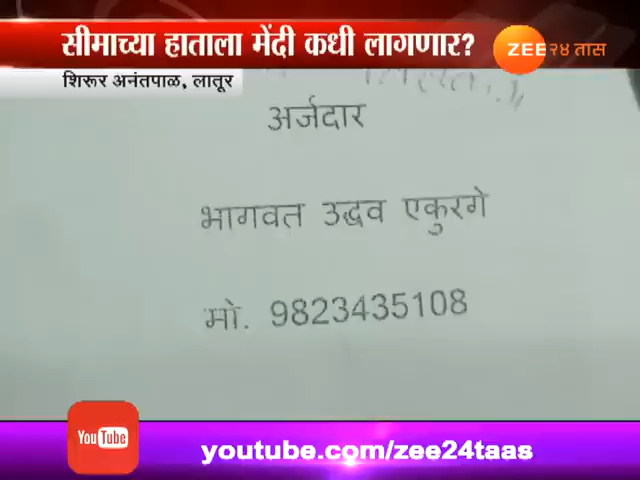 सीमाच्या हाताला मेंदी कधी लागणार?
ZEE२४ तास
शिरूर अनंतपाळ, लातूर
अर्जदार
भागवत उद्धव एकुरगे
मो. 9823435108
YouTube
youtube.com/zee24taas